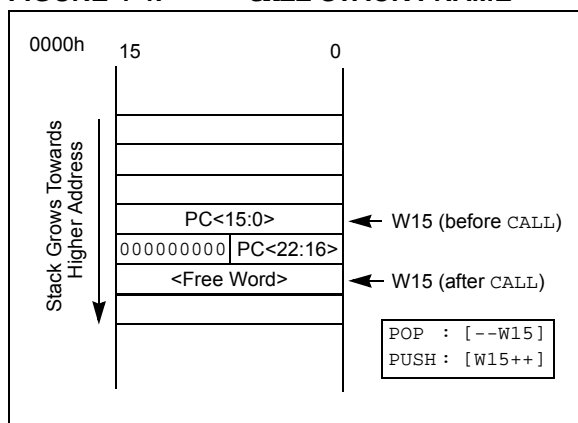 FIGURE CALL STACK FRAME
0000h
15 0
Stack Grows Towards
Higher Address
PC<15:0>
W15 (before CALL)
000000000 PC<22:16>
<Free Word>
W15 (after CALL)
POP : [--W15]
PUSH : [W15++]